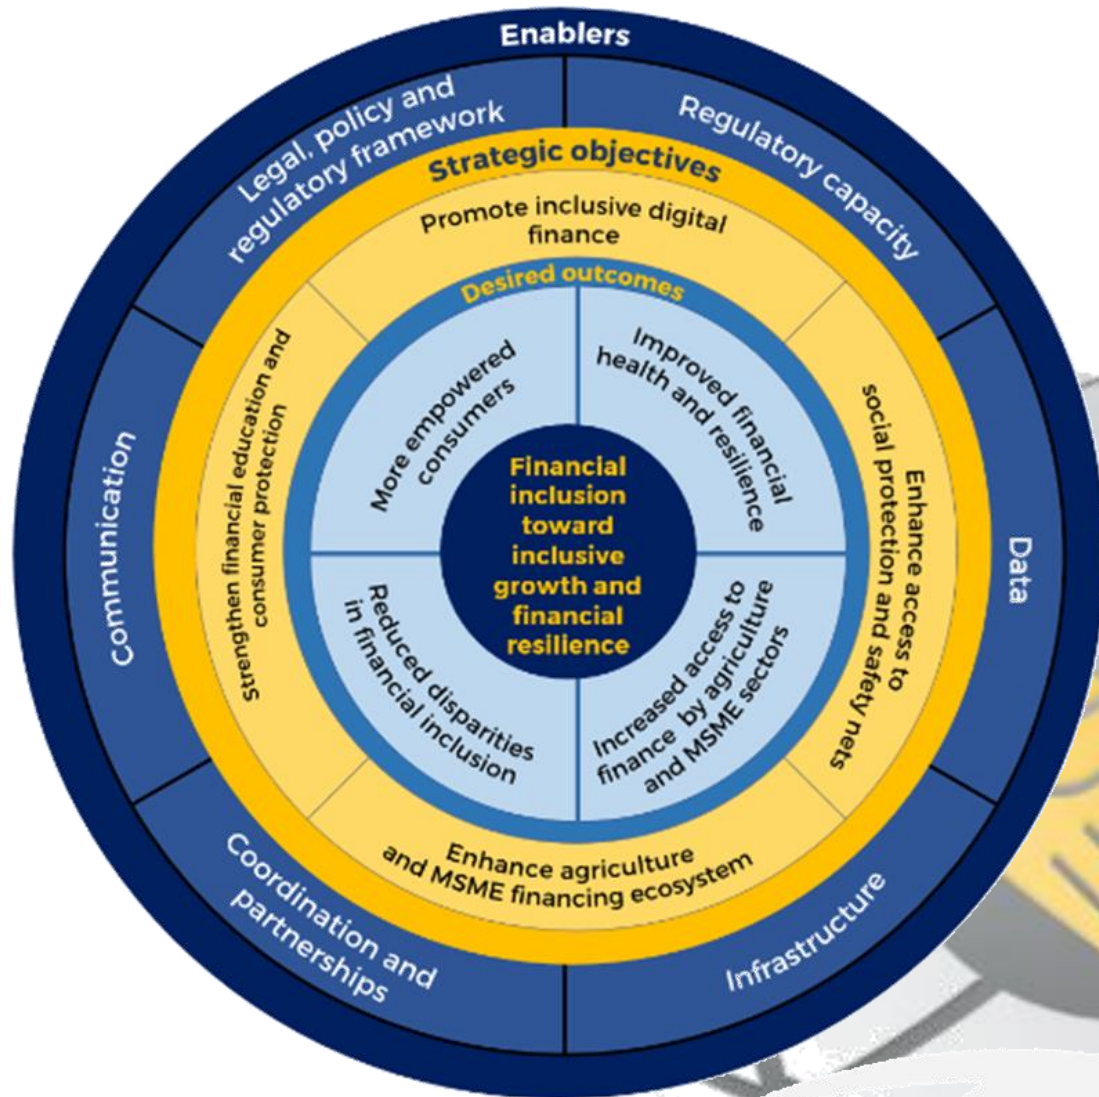 Enablers
Legal, policy and
regulatory framework
Regulatory capacity
Data
Infrastructure
Coordination and
partnerships
Communication
Strategic objectives
Promote inclusive digital
finance
Enhance access to
social protection and safety nets
Enhance agriculture
and MSME financing ecosystem
Strengthen financial education and
consumer protection
Desired outcomes
More empowered
consumers
Improved financial
health and resilience
Increased access to
finance by agriculture
and MSME sectors
Reduced disparities
in financial inclusion
Financial
inclusion
toward
inclusive
growth and
financial
resilience